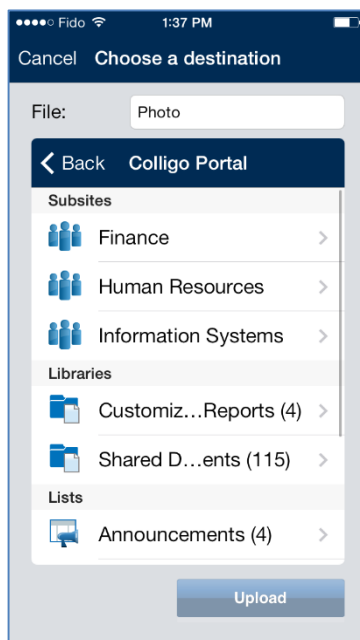 Fido 1:37 PM
Cancel Choose a destination
File: Photo
Back Colligo Portal
Subsites
Finance
Human Resources
Information Systems
Libraries
Customiz...Reports (4)
Shared D...ents (115)
Lists
Announcements (4)
Upload